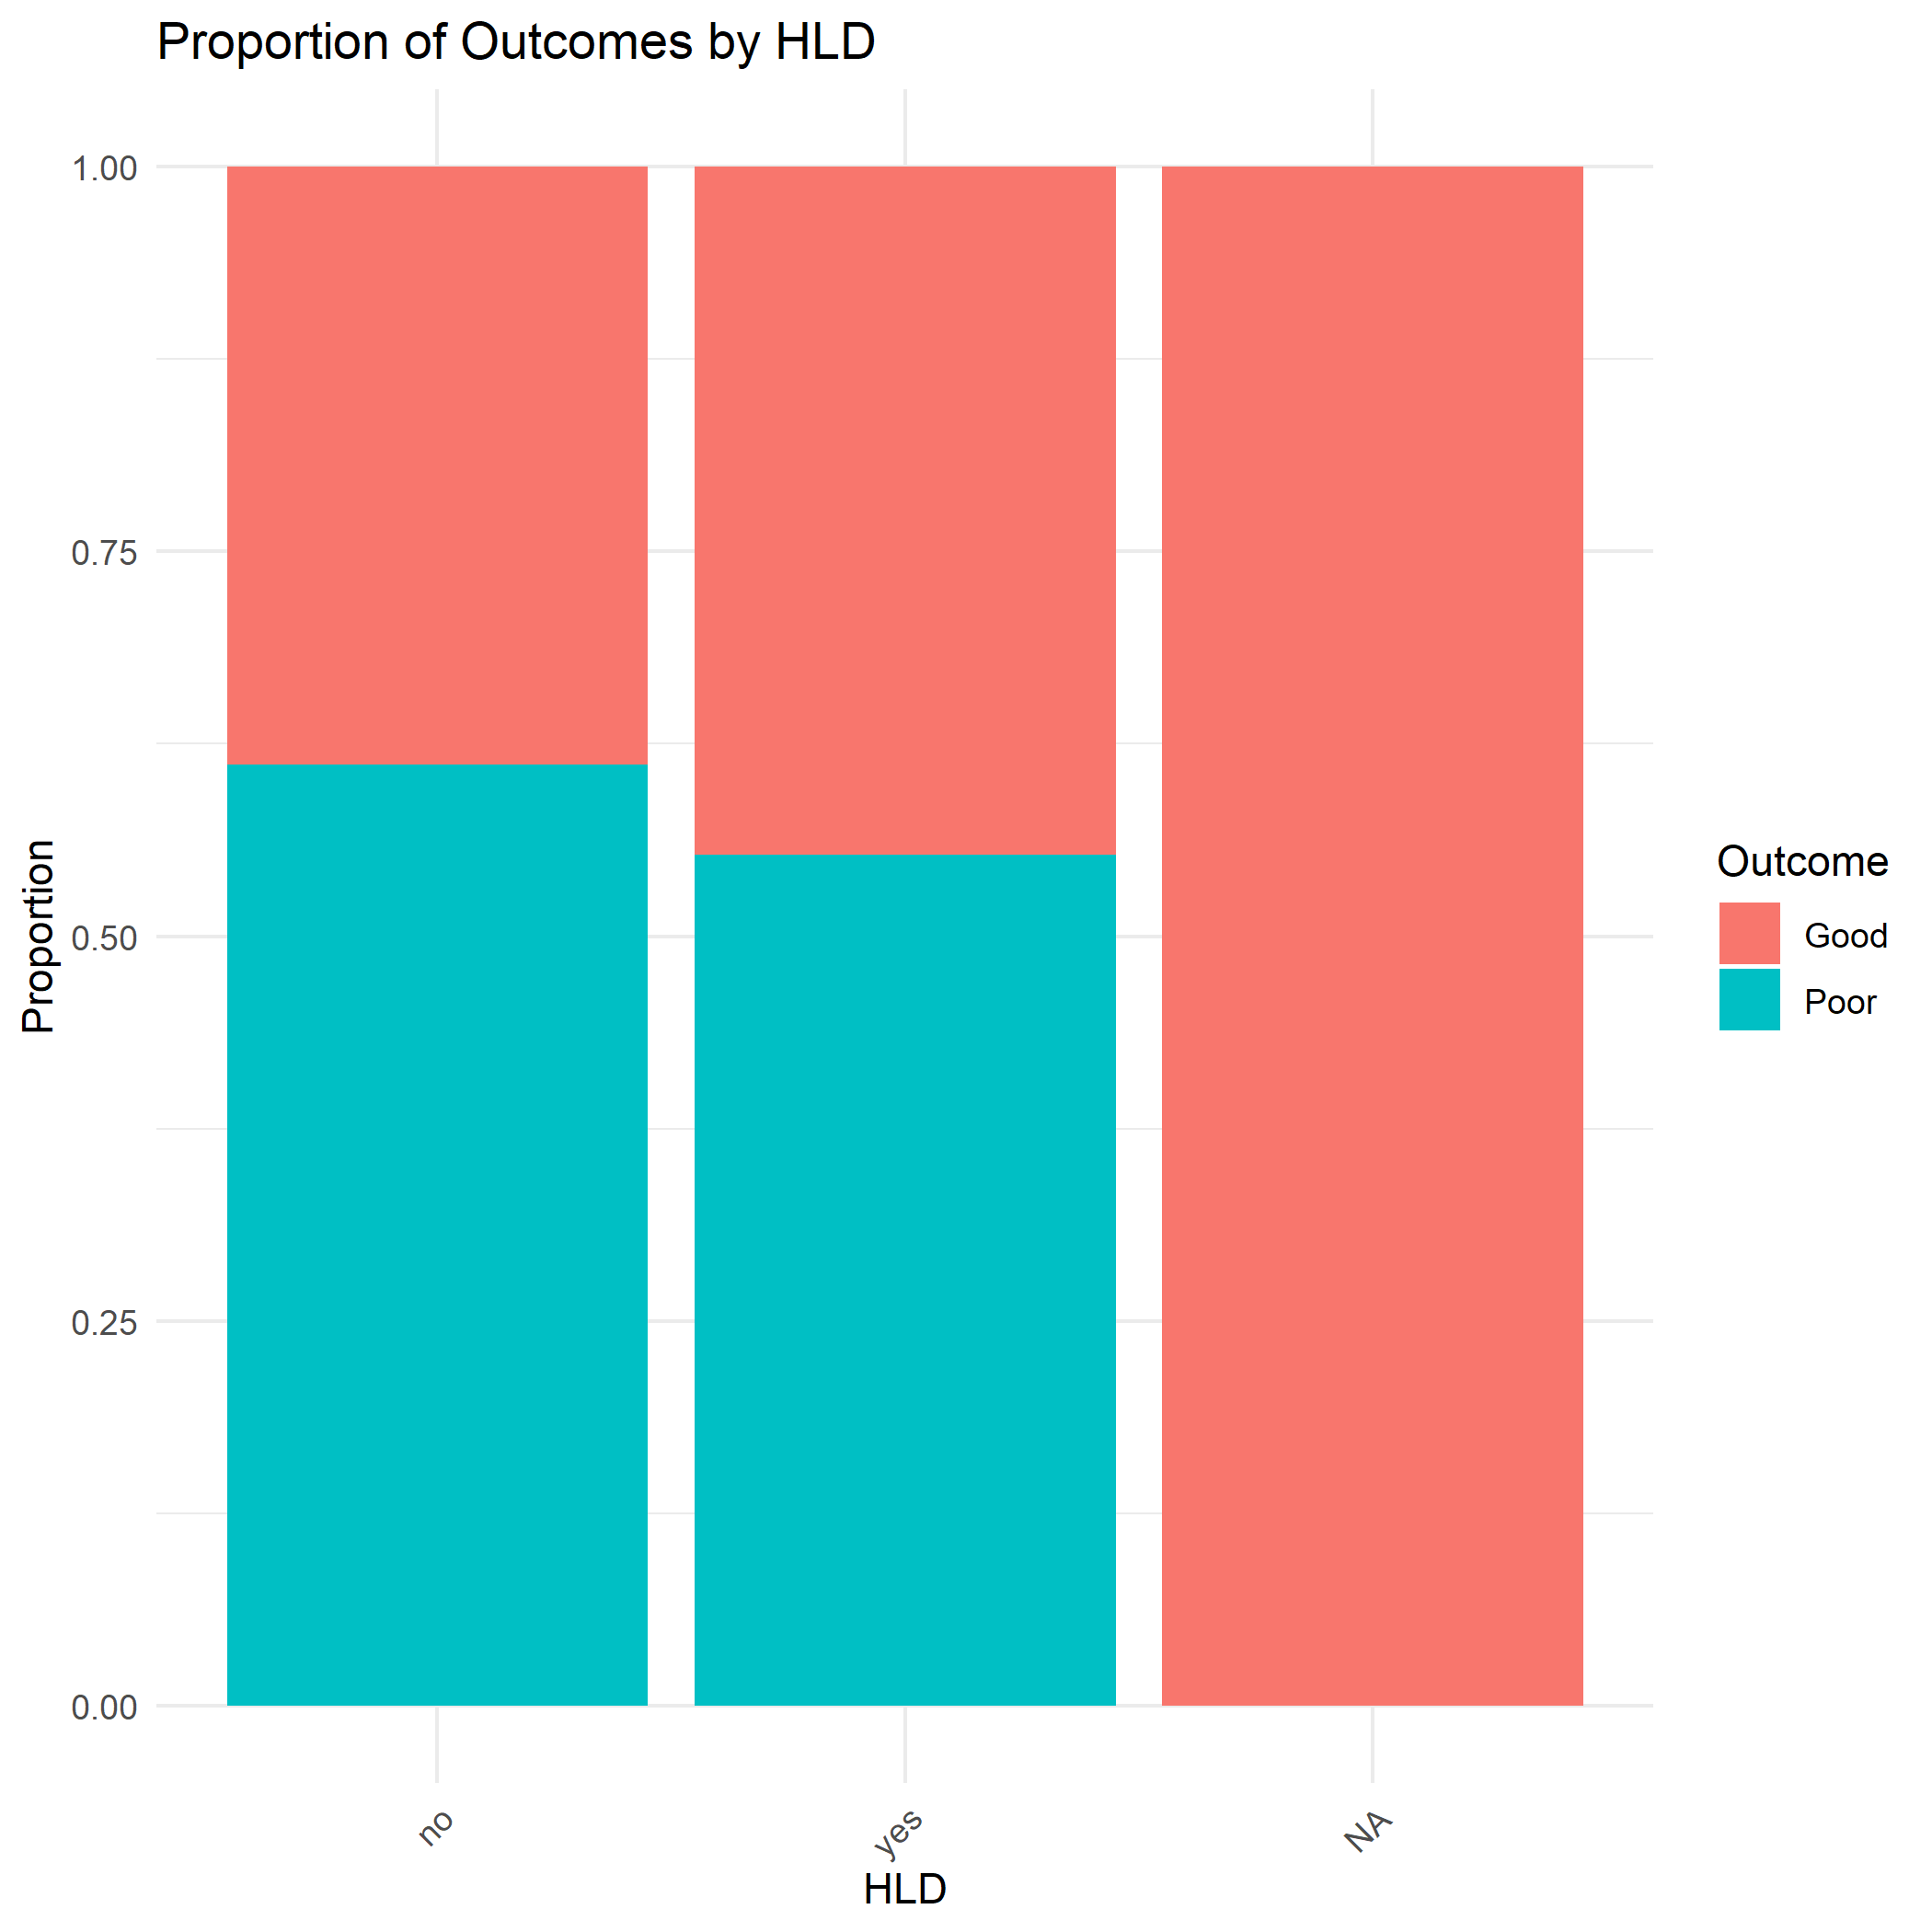 Proportion of Outcomes by HLD
1.00
0.75
0.50
0.25
0.00
Proportion
no
yes
NA
HLD
Outcome
Good
Poor